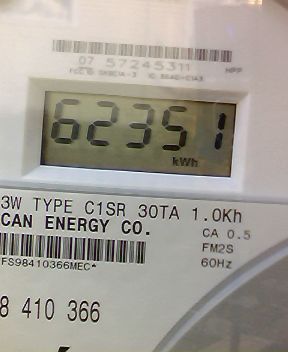 07 57245311
HPP
62351
kWh
3W TYPE C1SR 30TA 1.0Kh
CAN ENERGY CO.
CA 0.5
FM2S
60Hz
FS98410366MEC*
8 410 366